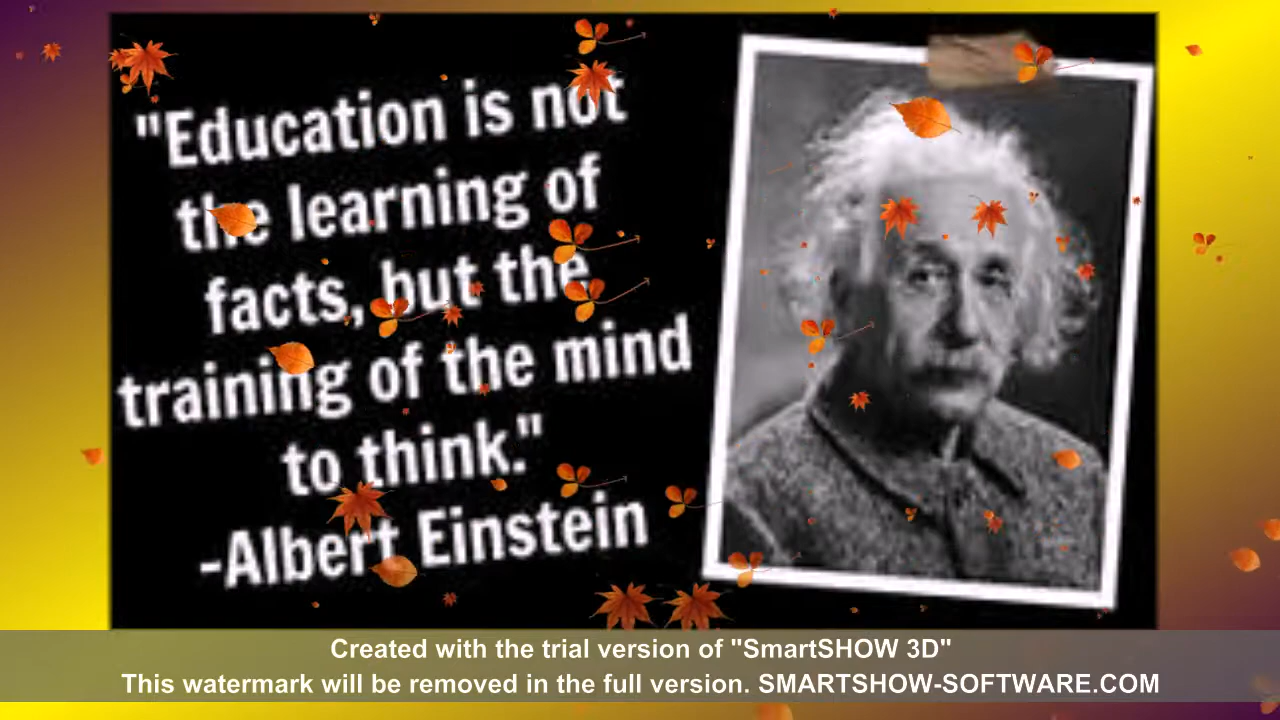 "Education is not
the learning of
facts, but the
training of the mind
to think."
-Albert Einstein
Created with the trial version of "SmartSHOW 3D"
This watermark will be removed in the full version. SMARTSHOW-SOFTWARE.COM